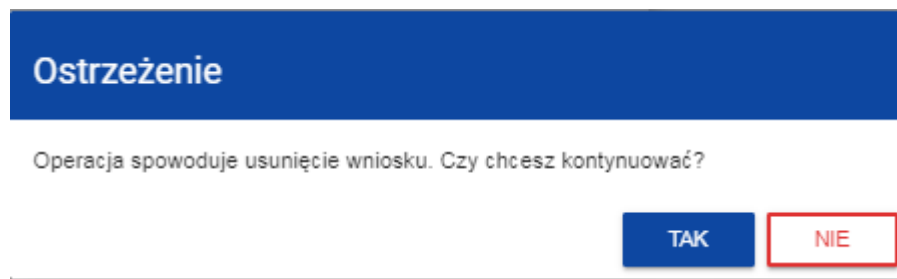 Ostrzeżenie
Operacja spowoduje usunięcie wniosku. Czy chcesz kontynuować?
TAK NIE